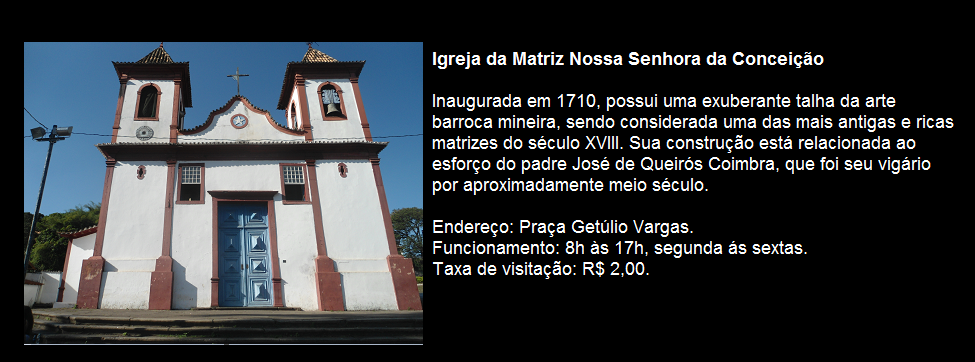 Igreja da Matriz Nossa Senhora da Conceição
Inaugurada em 1710, possui uma exuberante talha da arte
barroca mineira, sendo considerada uma das mais antigas e ricas
matrizes do século XVIII. Sua construção está relacionada ao
esforço do padre José de Queirós Coimbra, que foi seu vigário
por aproximadamente meio século.
Endereço: Praça Getúlio Vargas.
Funcionamento: 8h às 17h, segunda ás sextas.
Taxa de visitação: R$ 2,00.